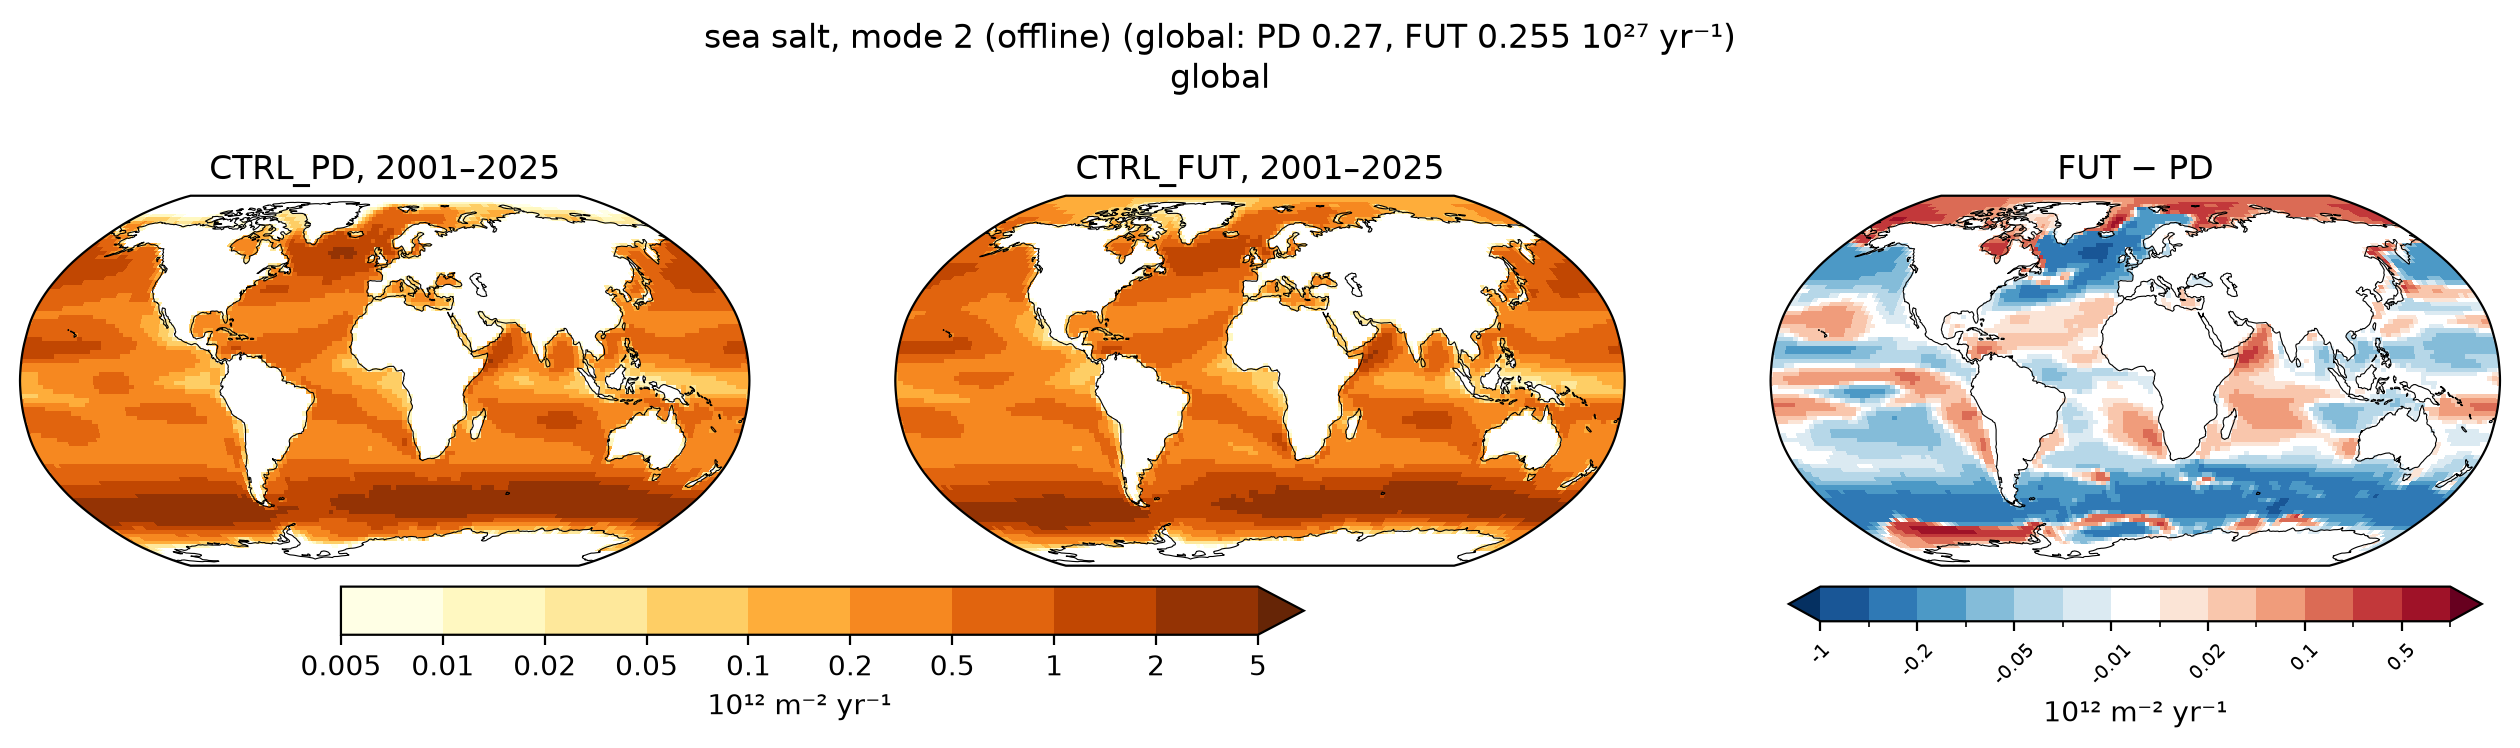 sea salt, mode 2 (offline) (global: PD 0.27, FUT 0.255 10²⁷ yr⁻¹)
global
CTRL_PD, 2001–2025
CTRL_FUT, 2001–2025
FUT − PD
0.005 0.01 0.02 0.05 0.1 0.2 0.5 1 2 5
10¹² m⁻² yr⁻¹
-1 -0.2 -0.05 -0.01 0.02 0.1 0.5
10¹² m⁻² yr⁻¹